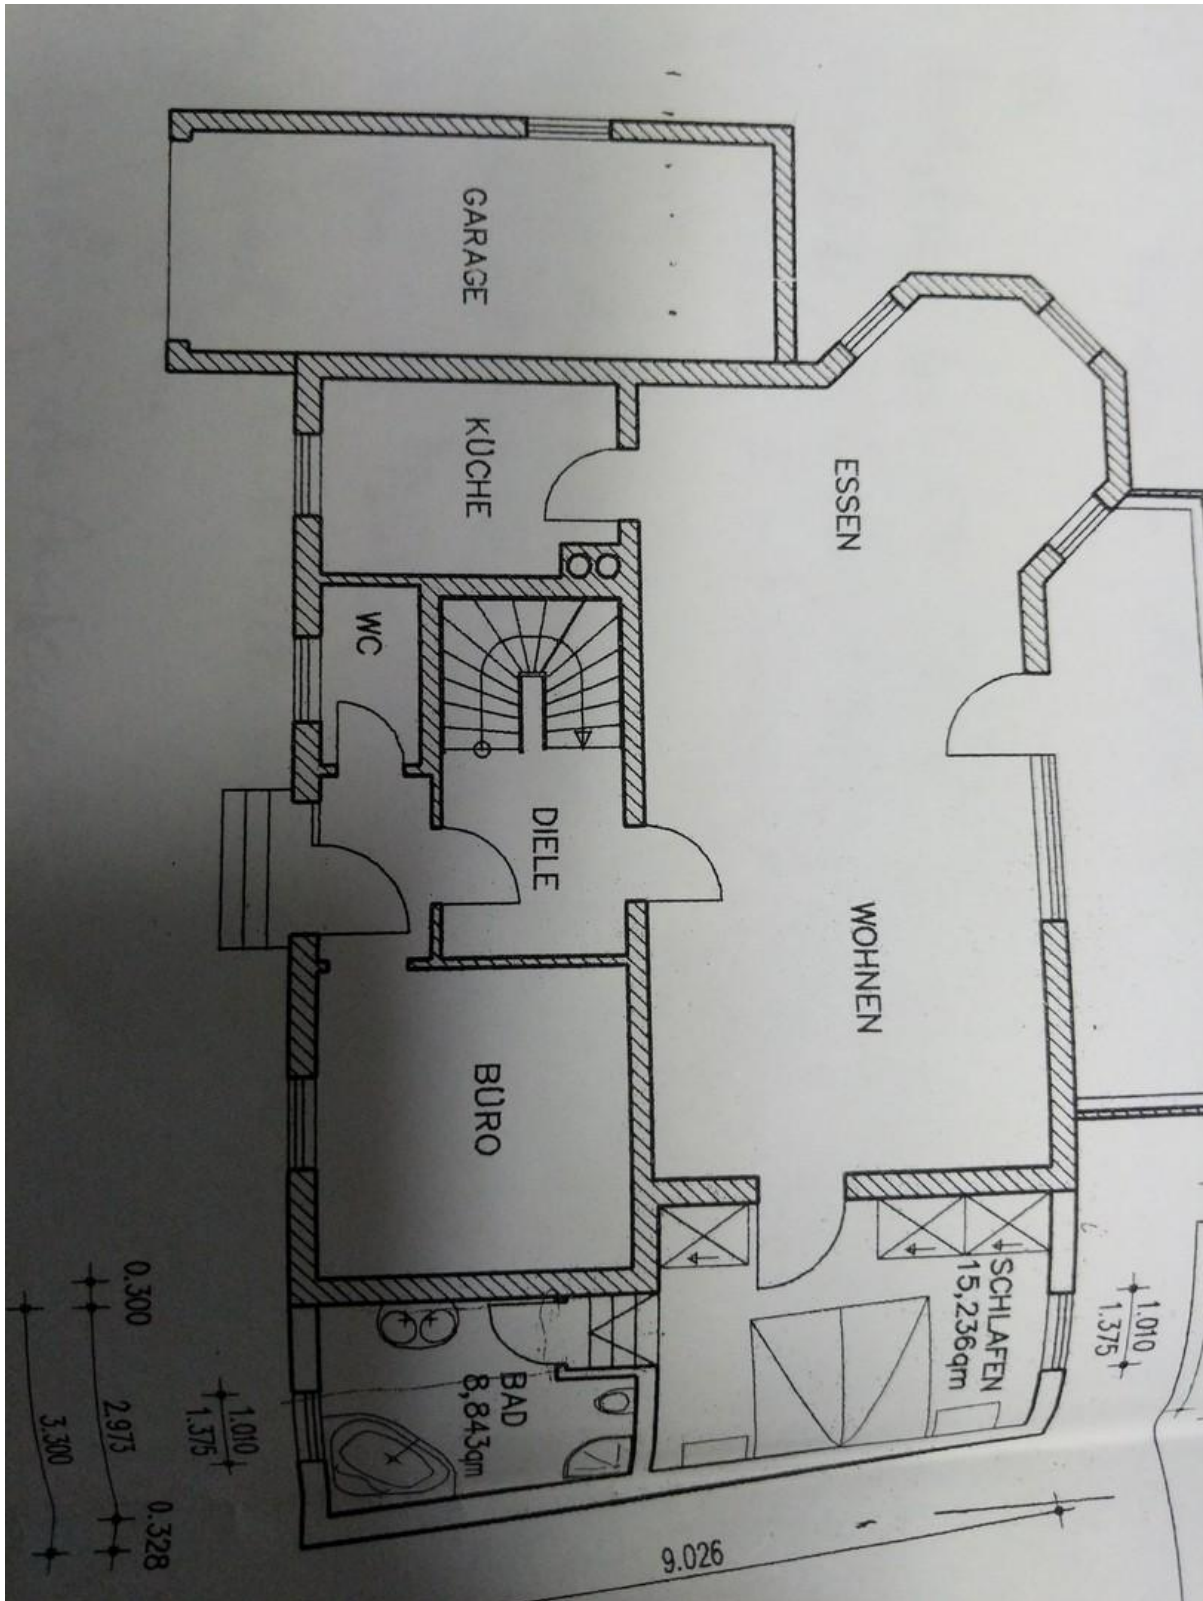 GARAGE
KÜCHE
ESSEN
WC
DIELE
WOHNEN
BÜRO
SCHLAFEN
15,236qm
BAD
8,843qm
1.010
1.375
0.300
2.973
0.328
3.300
1.010
1.375
9.026